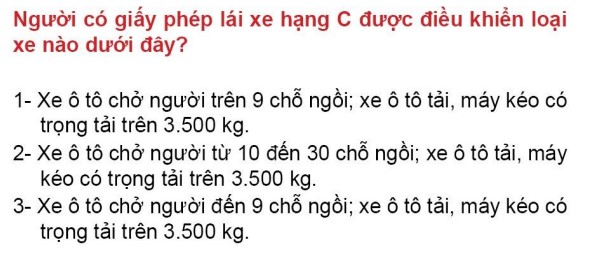 Người có giấy phép lái xe hạng C được điều khiển loại
xe nào dưới đây?
1- Xe ô tô chở người trên 9 chỗ ngồi; xe ô tô tải, máy kéo có
trọng tải trên 3.500 kg.
2- Xe ô tô chở người từ 10 đến 30 chỗ ngồi; xe ô tô tải, máy
kéo có trọng tải trên 3.500 kg.
3- Xe ô tô chở người đến 9 chỗ ngồi; xe ô tô tải, máy kéo có
trọng tải trên 3.500 kg.